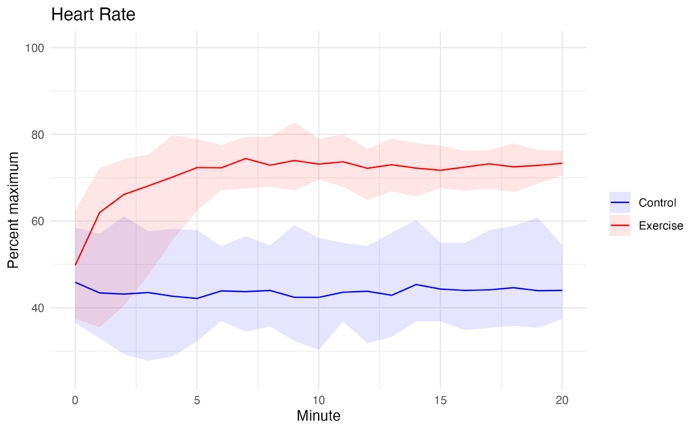 Heart Rate
Percent maximum
100
80
60
40
0 5 10 15 20
Minute
Control
Exercise